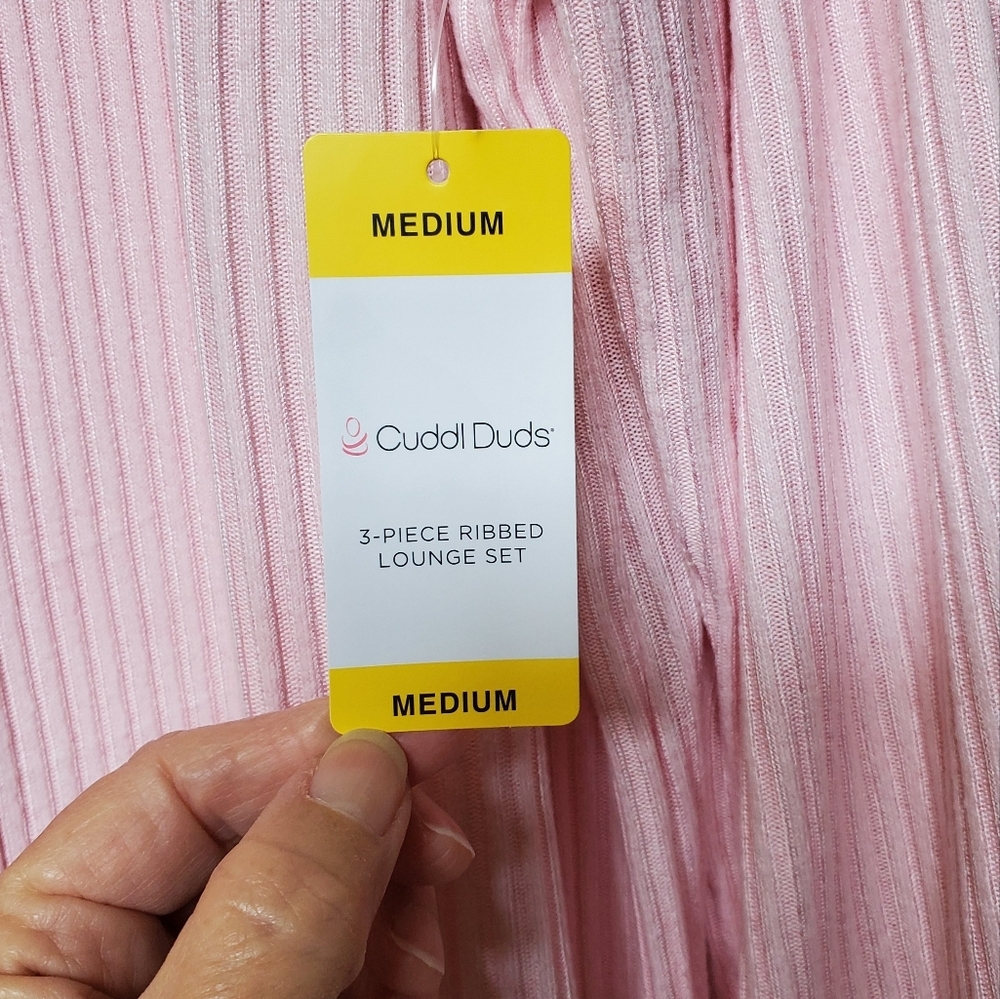 MEDIUM
Cuddl Duds®
3-PIECE RIBBED
LOUNGE SET
MEDIUM